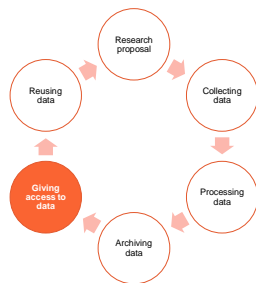 Research
proposal
Collecting
data
Processing
data
Archiving
data
Giving
access to
data
Reusing
data